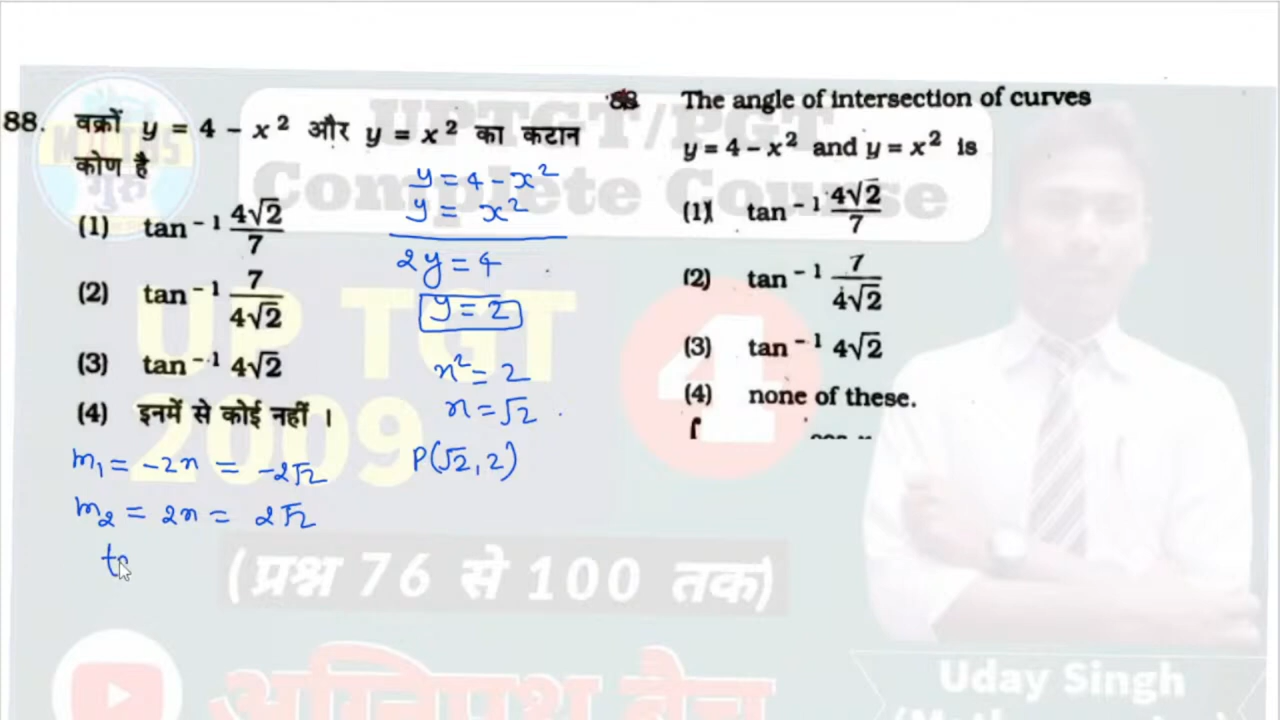 88. वक्रों y = 4 – x² और y = x² का कटान
कोण है
(1) tan⁻¹ 4√2/7
(2) tan⁻¹ 7/4√2
(3) tan⁻¹ 4√2
(4) इनमें से कोई नहीं ।
y = 4 - x²
y = x²
2y = 4
y = 2
x² = 2
x = √2
P(√2, 2)
m₁ = -2x = -2√2
m₂ = 2x = 2√2
88 The angle of intersection of curves
y = 4 – x² and y = x² is
(1) tan⁻¹ 4√2/7
(2) tan⁻¹ 7/4√2
(3) tan⁻¹ 4√2
(4) none of these.
MATHS
गुरु
UPTGT/PGT
Complete Course
UP TGT
2009
4
(प्रश्न 76 से 100 तक)
अग्निपथ बैच
Uday Singh